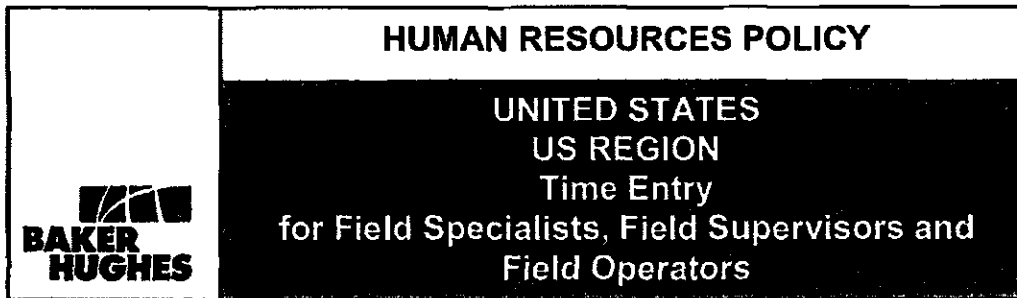 HUMAN RESOURCES POLICY
UNITED STATES
US REGION
Time Entry
for Field Specialists, Field Supervisors and
Field Operators
BAKER
HUGHES